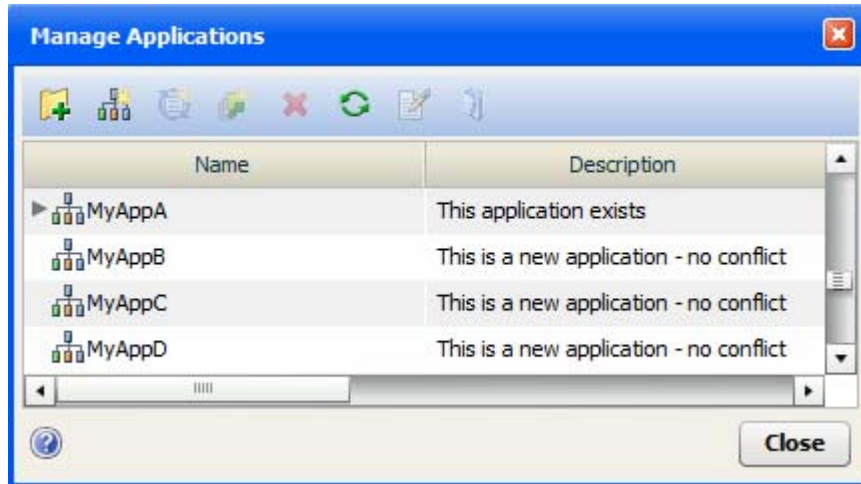 Manage Applications
Name Description
MyAppA This application exists
MyAppB This is a new application - no conflict
MyAppC This is a new application - no conflict
MyAppD This is a new application - no conflict
Close